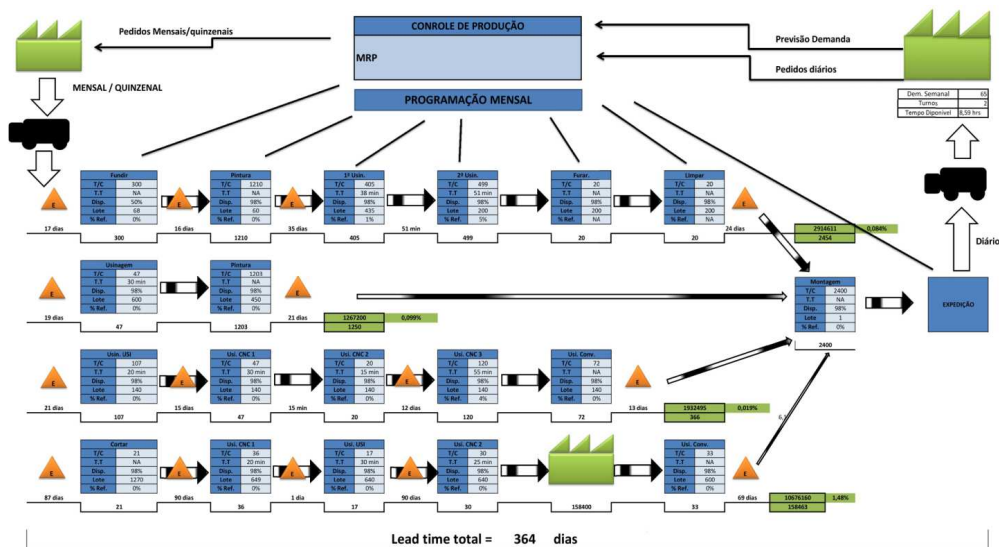 Pedidos Mensais/quinzenais
CONTROLE DE PRODUÇÃO
MRP
PROGRAMAÇÃO MENSAL
Previsão Demanda
Pedidos diários
MENSAL / QUINZENAL
Dem. Semanal 65
Turnos 2
Tempo Diponível 8,59 hrs
Diário
Fundir
T/C 300
T.T NA
Disp. 50%
Lote 68
% Ref. 0%
Pintura
T/C 1210
T.T NA
Disp. 98%
Lote 60
% Ref. 0%
1ª Usin.
T/C 405
T.T 38 min
Disp. 98%
Lote 435
% Ref. 1%
2ª Usin.
T/C 499
T.T 51 min
Disp. 98%
Lote 200
% Ref. 5%
Furar.
T/C 20
T.T NA
Disp. 98%
Lote 200
% Ref. NA
Limpar
T/C 20
T.T NA
Disp. 98%
Lote 200
% Ref. NA
E E E E
17 dias 16 dias 35 dias 51 min 24 dias
300 1210 405 499 20 20
2914611 0,084%
2454
Usinagem
T/C 47
T.T 30 min
Disp. 98%
Lote 600
% Ref. 0%
Pintura
T/C 1203
T.T NA
Disp. 98%
Lote 450
% Ref. 0%
E E
19 dias 21 dias
47 1203
1267200 0,099%
1250
Montagem
T/C 2400
T.T NA
Disp. 98%
Lote 1
% Ref. 0%
2400
EXPEDIÇÃO
Usin. USI
T/C 107
T.T 20 min
Disp. 98%
Lote 140
% Ref. 0%
Usi. CNC 1
T/C 47
T.T 30 min
Disp. 98%
Lote 140
% Ref. 0%
Usi. CNC 2
T/C 20
T.T 15 min
Disp. 98%
Lote 140
% Ref. 0%
Usi. CNC 3
T/C 120
T.T 55 min
Disp. 98%
Lote 140
% Ref. 4%
Usi. Conv.
T/C 72
T.T NA
Disp. 98%
Lote 140
% Ref. 0%
E E E E
21 dias 15 dias 15 min 12 dias 13 dias
107 47 20 120 72
1932495 0,019%
366
Cortar
T/C 21
T.T NA
Disp. 98%
Lote 1270
% Ref. 0%
Usi. CNC 1
T/C 36
T.T 20 min
Disp. 98%
Lote 649
% Ref. 0%
Usi. USI
T/C 17
T.T 30 min
Disp. 98%
Lote 640
% Ref. 0%
Usi. CNC 2
T/C 30
T.T 25 min
Disp. 98%
Lote 640
% Ref. 0%
Usi. Conv.
T/C 33
T.T NA
Disp. 98%
Lote 600
% Ref. 0%
E E E E E
87 dias 90 dias 1 dia 90 dias 69 dias
21 36 17 30 158400 33
10676160 1,48%
158463
Lead time total = 364 dias